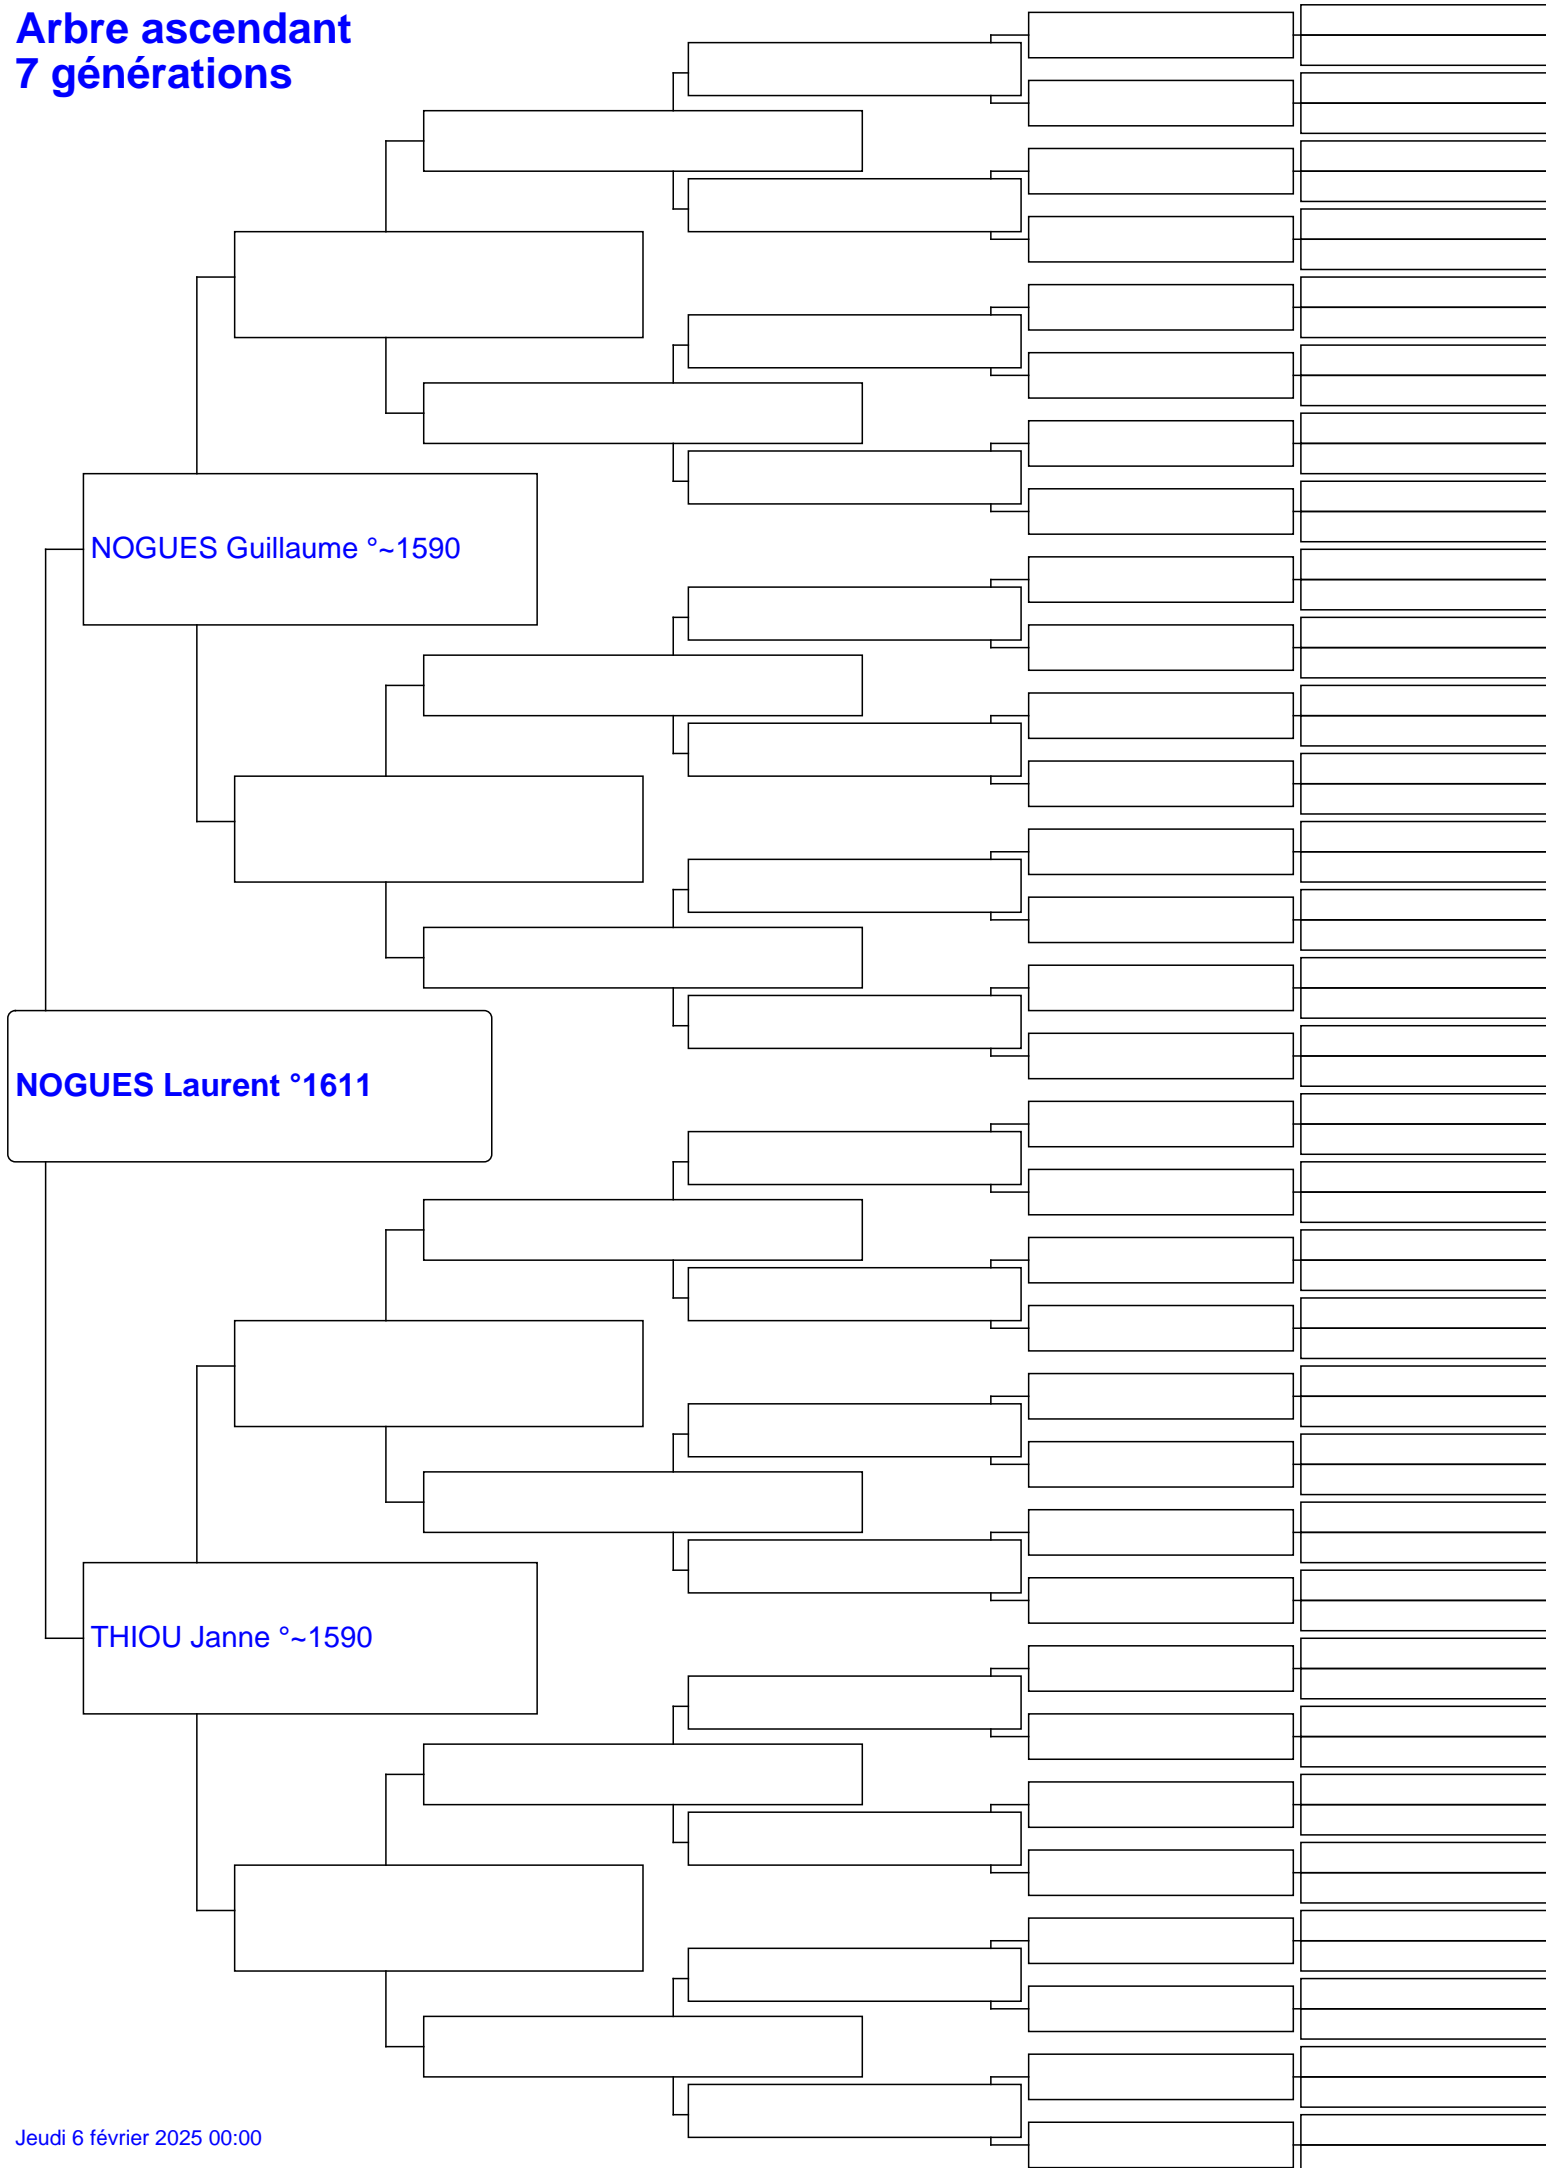 Arbre ascendant
7 générations
NOGUES Guillaume °~1590
NOGUES Laurent °1611
THIOU Janne °~1590
Jeudi 6 février 2025 00:00